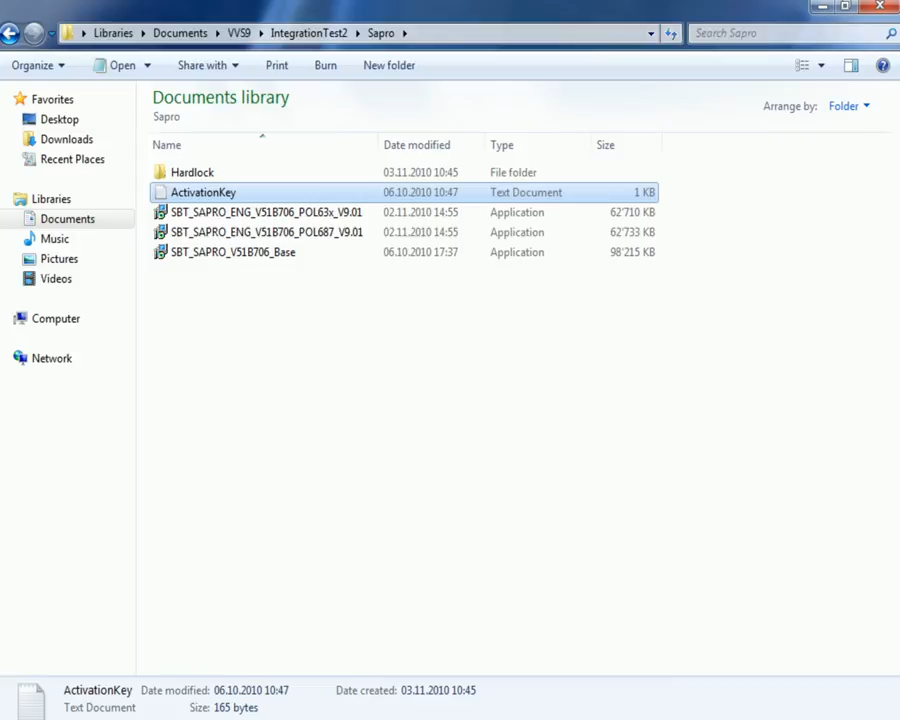 Libraries Documents VVS9 IntegrationTest2 Sapro Search Sapro
Organize Open Share with Print Burn New folder
Favorites
Desktop
Downloads
Recent Places
Libraries
Documents
Music
Pictures
Videos
Computer
Network
Documents library
Sapro
Arrange by: Folder
Name Date modified Type Size
Hardlock 03.11.2010 10:45 File folder
ActivationKey 06.10.2010 10:47 Text Document 1 KB
SBT_SAPRO_ENG_V51B706_POL63x_V9.01 02.11.2010 14:55 Application 62'710 KB
SBT_SAPRO_ENG_V51B706_POL687_V9.01 02.11.2010 14:55 Application 62'733 KB
SBT_SAPRO_V51B706_Base 06.10.2010 17:37 Application 98'215 KB
ActivationKey Date modified: 06.10.2010 10:47 Date created: 03.11.2010 10:45
Text Document Size: 165 bytes